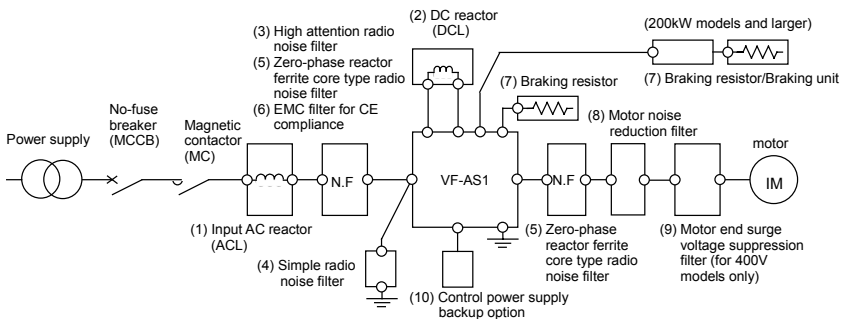 (2) DC reactor
(DCL)
(200kW models and larger)
(3) High attention radio
noise filter
(5) Zero-phase reactor
ferrite core type radio
noise filter
(6) EMC filter for CE
compliance
(7) Braking resistor
(7) Braking resistor/Braking unit
No-fuse
breaker
(MCCB)
Magnetic
contactor
(MC)
Power supply
(8) Motor noise
reduction filter
motor
N.F
VF-AS1
N.F
IM
(1) Input AC reactor
(ACL)
(4) Simple radio
noise filter
(5) Zero-phase
reactor ferrite
core type radio
noise filter
(9) Motor end surge
voltage suppression
filter (for 400V
models only)
(10) Control power supply
backup option